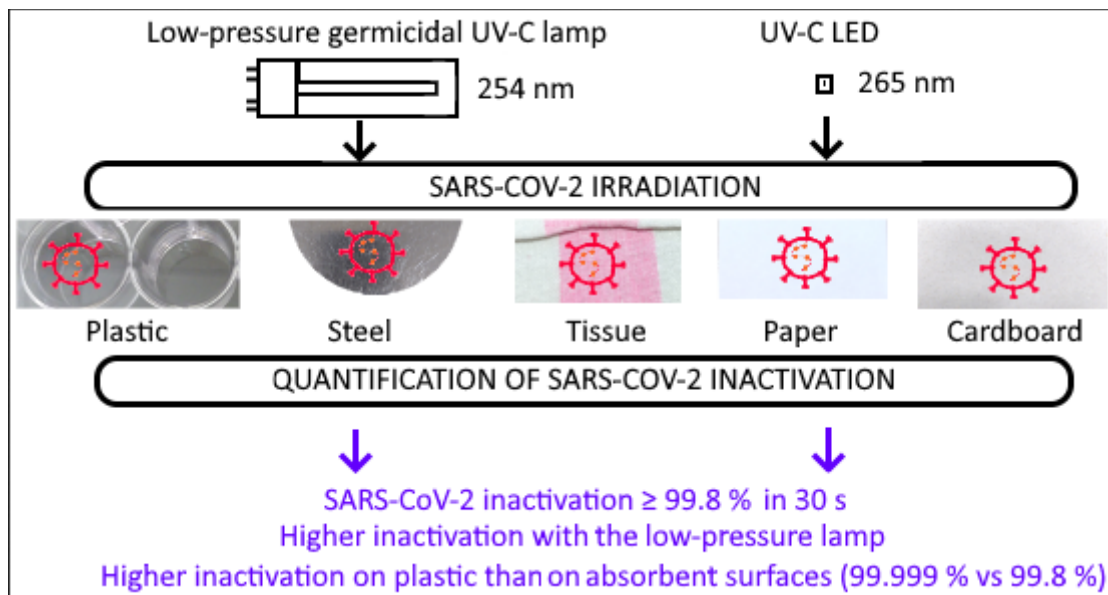 Low-pressure germicidal UV-C lamp
UV-C LED
254 nm
265 nm
SARS-COV-2 IRRADIATION
Plastic
Steel
Tissue
Paper
Cardboard
QUANTIFICATION OF SARS-COV-2 INACTIVATION
SARS-CoV-2 inactivation ≥ 99.8 % in 30 s
Higher inactivation with the low-pressure lamp
Higher inactivation on plastic than on absorbent surfaces (99.999 % vs 99.8 %)